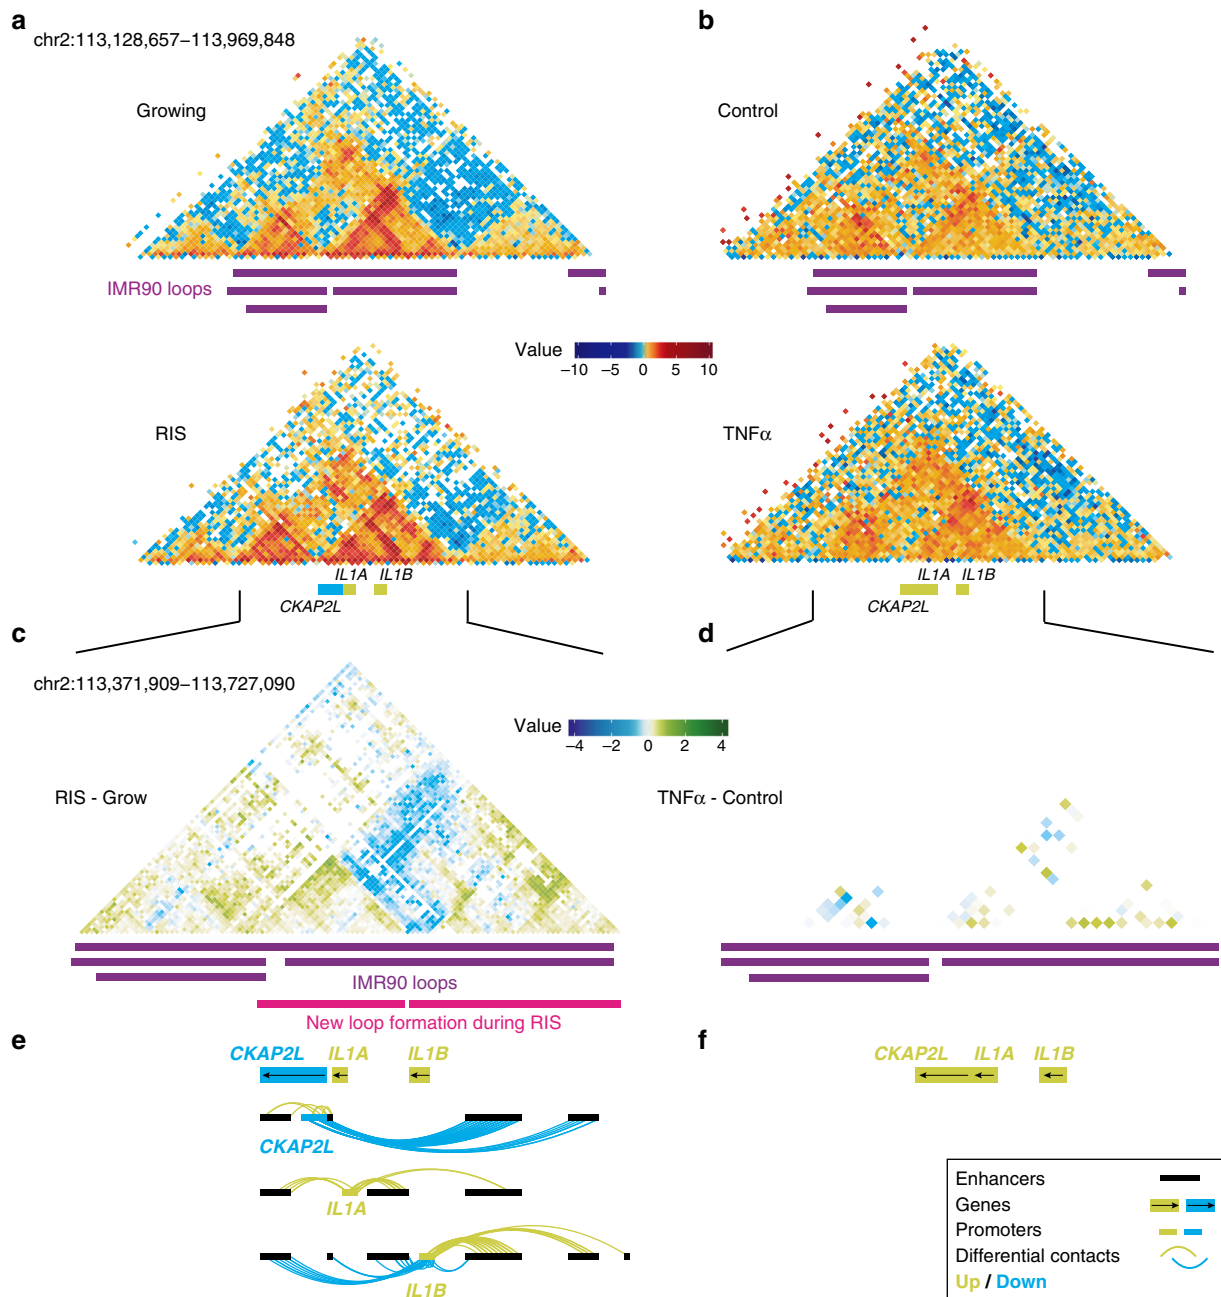 a
chr2:113,128,657–113,969,848
Growing
IMR90 loops
b
Control
Value
–10 –5 0 5 10
RIS
IL1A IL1B
CKAP2L
TNFα
IL1A IL1B
CKAP2L
c
chr2:113,371,909–113,727,090
RIS - Grow
Value
–4 –2 0 2 4
IMR90 loops
New loop formation during RIS
d
TNFα - Control
e
CKAP2L IL1A IL1B
CKAP2L
IL1A
IL1B
f
CKAP2L IL1A IL1B
Enhancers
Genes
Promoters
Differential contacts
Up / Down